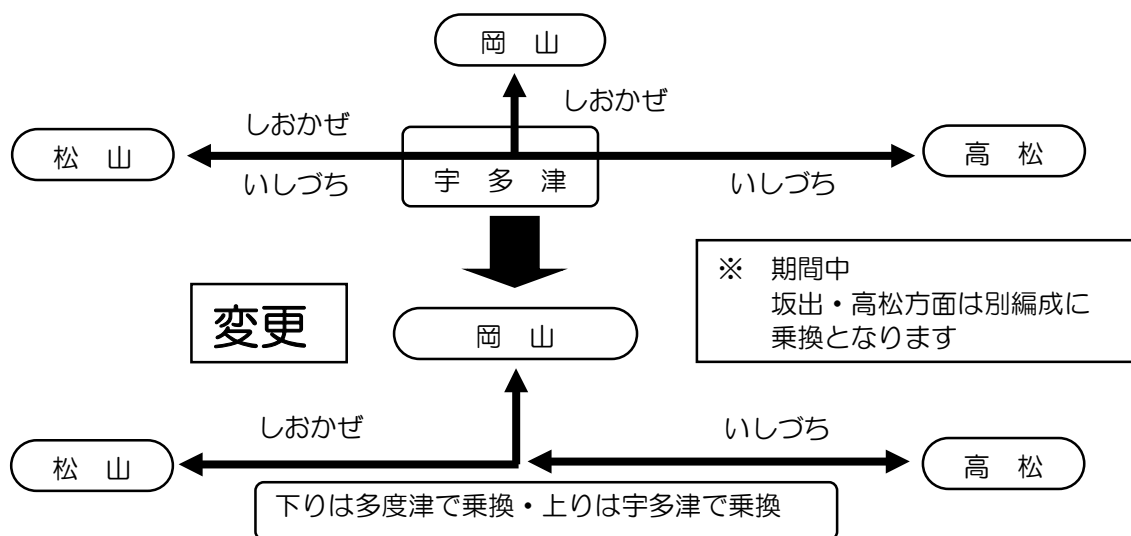 岡 山
しおかぜ
しおかぜ
松 山
高 松
いしづち
宇 多 津
いしづち
※ 期間中
坂出・高松方面は別編成に
乗換となります
変更
岡 山
しおかぜ
いしづち
松 山
高 松
下りは多度津で乗換・上りは宇多津で乗換